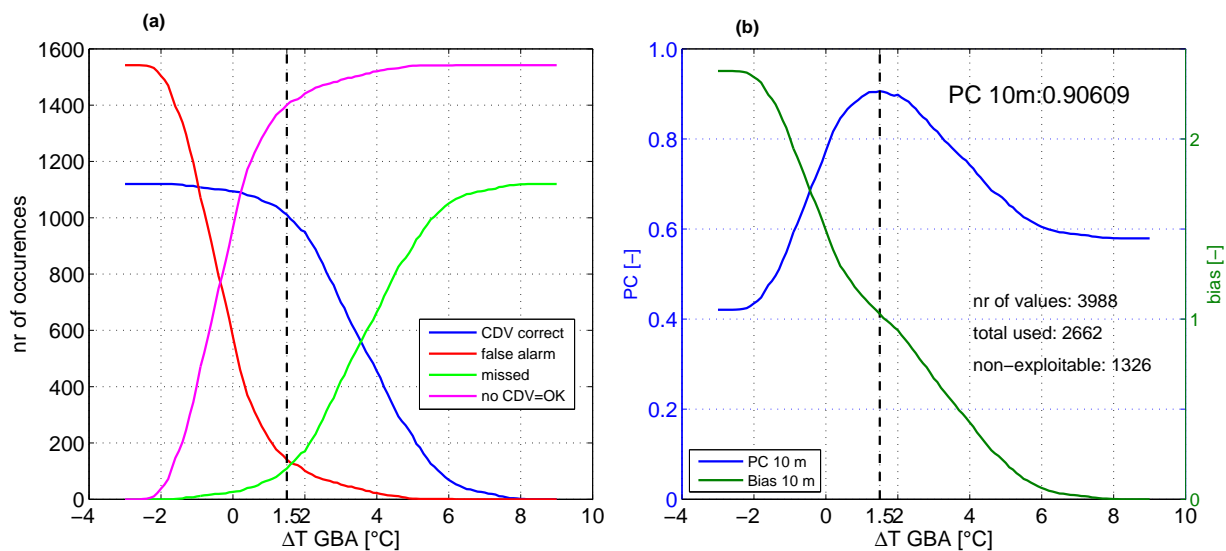 (a)
1600
1400
1200
1000
800
600
400
200
0
nr of occurences
CDV correct
false alarm
missed
no CDV=OK
−4 −2 0 1.5 2 4 6 8 10
ΔT GBA [°C]
(b)
1.0
0.8
0.6
0.4
0.2
0
PC [−]
PC 10m:0.90609
nr of values: 3988
total used: 2662
non−exploitable: 1326
PC 10 m
Bias 10 m
2
1
0
bias [−]
−4 −2 0 1.5 2 4 6 8 10
ΔT GBA [°C]